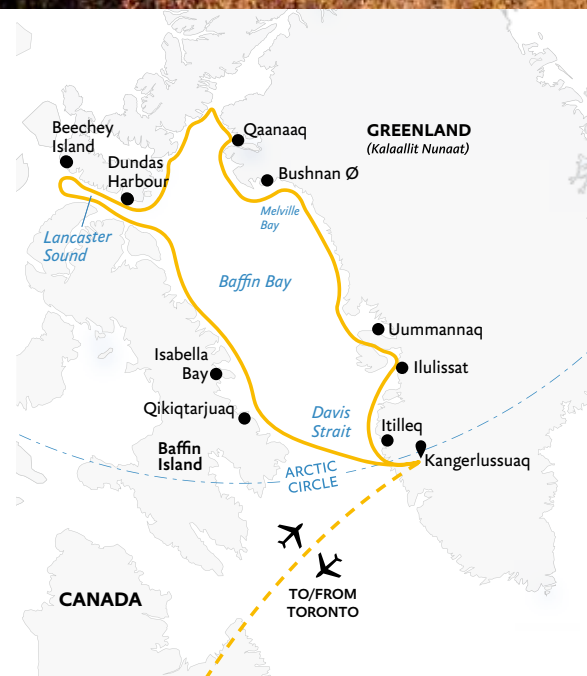 Beechey
Island
Qaanaaq
GREENLAND
(Kalaallit Nunaat)
Dundas
Harbour
Bushnan Ø
Melville
Bay
Lancaster
Sound
Baffin Bay
Uummannaq
Isabella
Bay
Ilulissat
Qikiqtarjuaq
Davis
Strait
Itilleq
Baffin
Island
Kangerlussuaq
ARCTIC
CIRCLE
TO/FROM
TORONTO
CANADA